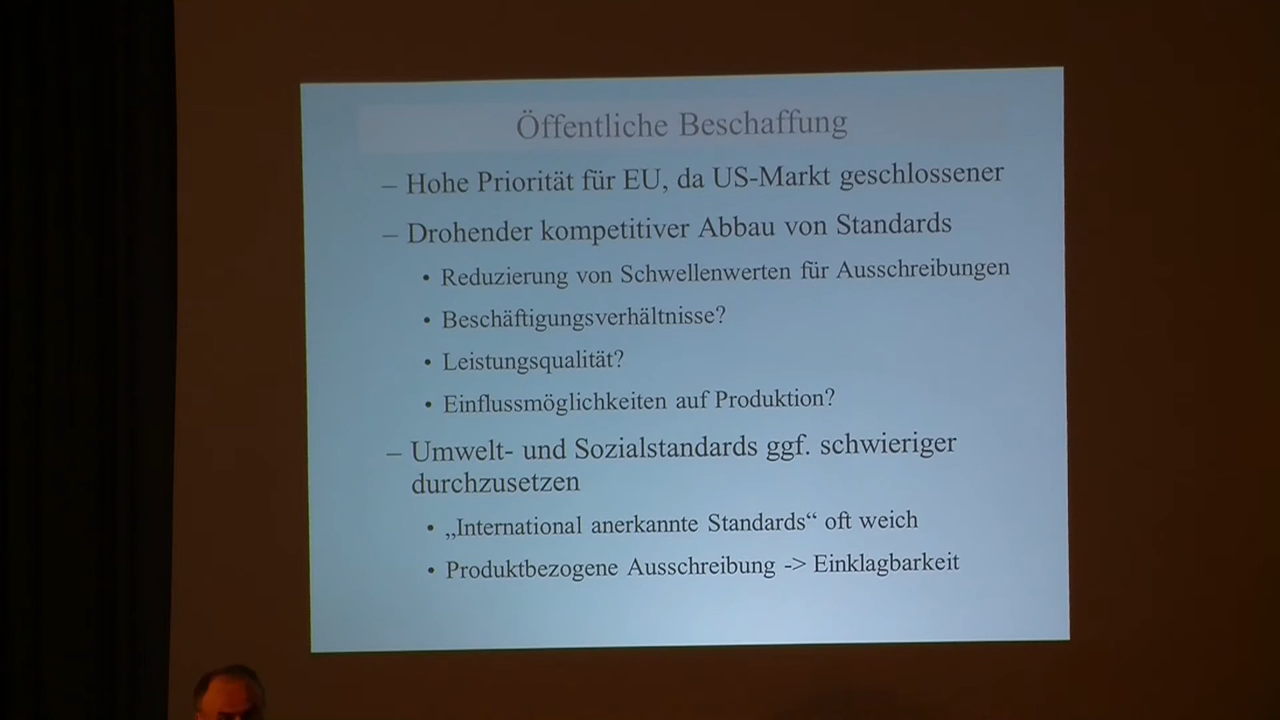 Öffentliche Beschaffung
– Hohe Priorität für EU, da US-Markt geschlossener
– Drohender kompetitiver Abbau von Standards
• Reduzierung von Schwellenwerten für Ausschreibungen
• Beschäftigungsverhältnisse?
• Leistungsqualität?
• Einflussmöglichkeiten auf Produktion?
– Umwelt- und Sozialstandards ggf. schwieriger
durchzusetzen
• „International anerkannte Standards“ oft weich
• Produktbezogene Ausschreibung -> Einklagbarkeit